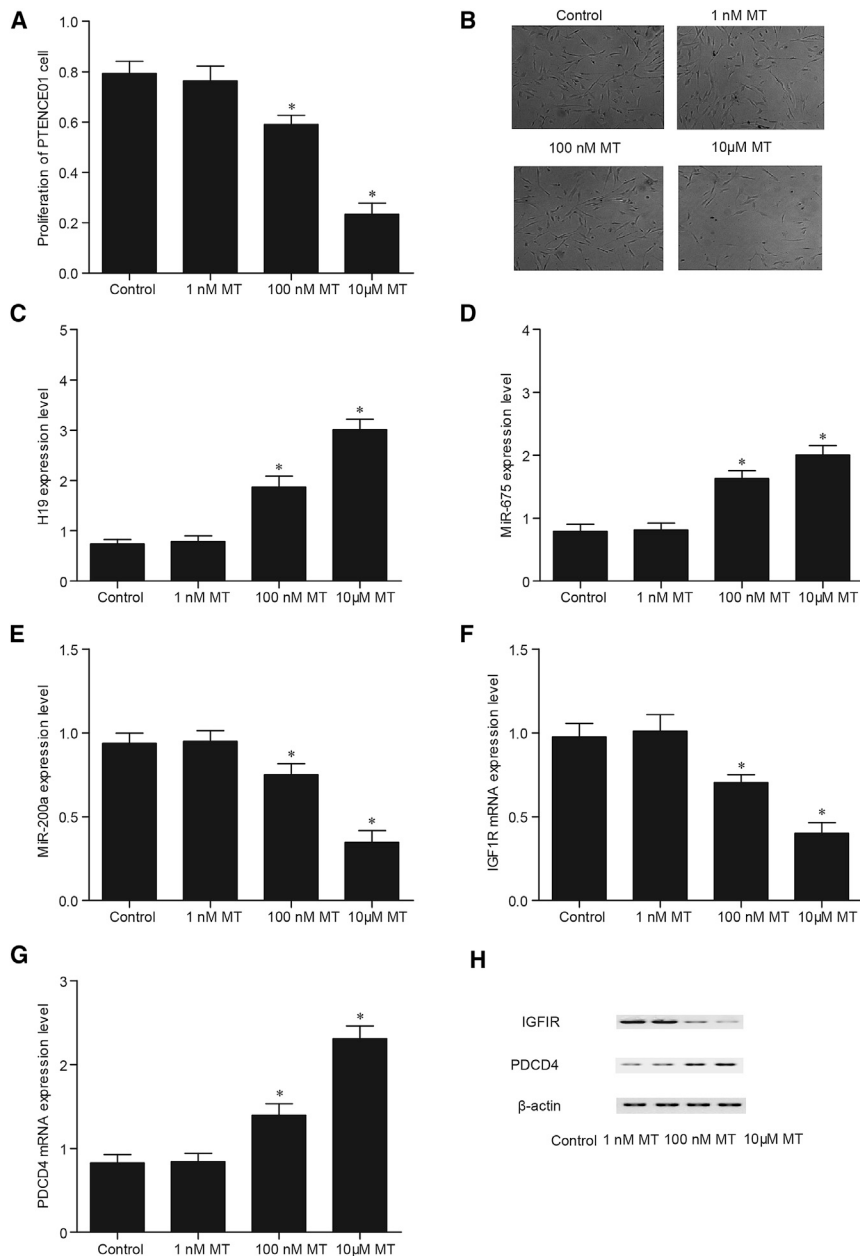 A
Proliferation of PTENCE01 cell
1.0
0.8
0.6
0.4
0.2
0.0
*
*
Control
1 nM MT
100 nM MT
10μM MT
B
Control
1 nM MT
100 nM MT
10μM MT
C
H19 expression level
5
4
3
2
1
0
*
*
Control
1 nM MT
100 nM MT
10μM MT
D
MiR-675 expression level
4
3
2
1
0
*
*
Control
1 nM MT
100 nM MT
10μM MT
E
MiR-200a expression level
1.5
1.0
0.5
0.0
*
*
Control
1 nM MT
100 nM MT
10μM MT
F
IGF1R mRNA expression level
1.5
1.0
0.5
0.0
*
*
Control
1 nM MT
100 nM MT
10μM MT
G
PDCD4 mRNA expression level
3
2
1
0
*
*
Control
1 nM MT
100 nM MT
10μM MT
H
IGFIR
PDCD4
β-actin
Control 1 nM MT 100 nM MT 10μM MT